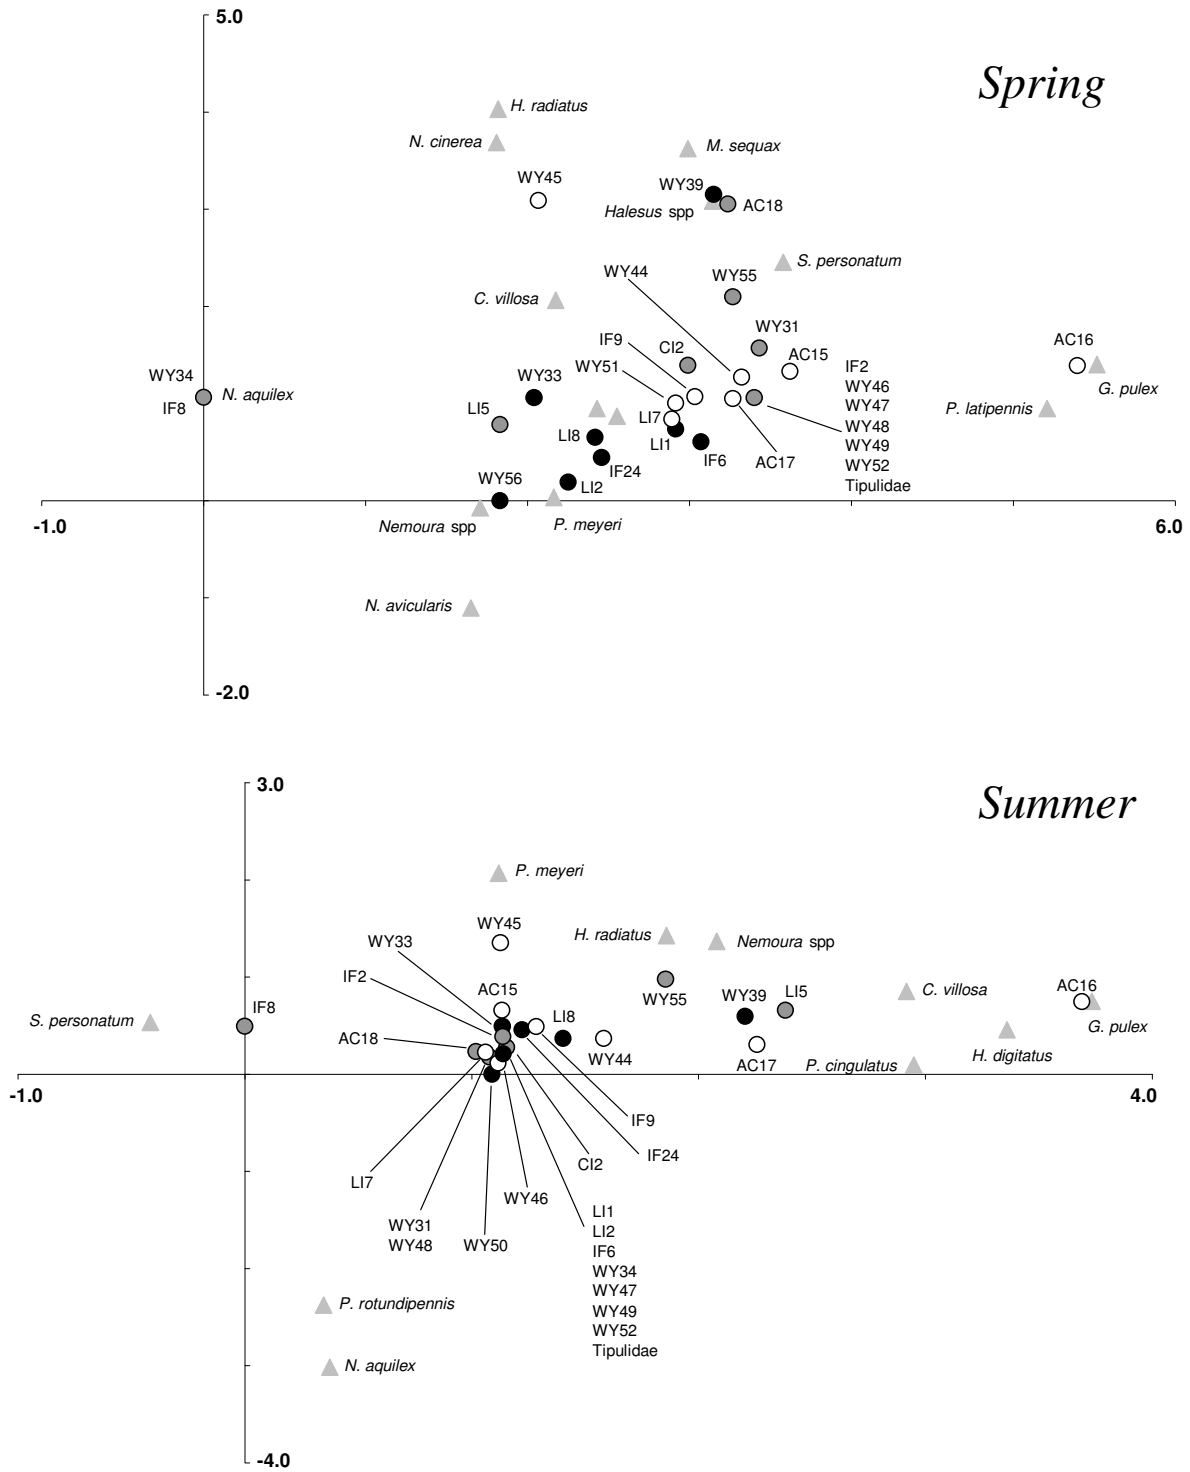 5.0
Spring
H. radiatus
N. cinerea
M. sequax
WY45
WY39
Halesus spp
AC18
S. personatum
WY44
WY55
C. villosa
WY31
IF9
CI2
AC15
AC16
WY51
IF2
WY34
WY33
WY46
G. pulex
IF8
N. aquilex
LI5
LI7
WY47
P. latipennis
LI8
LI1
WY48
IF24
IF6
AC17
WY49
WY52
WY56
LI2
Tipulidae
-1.0
Nemoura spp
P. meyeri
6.0
N. avicularis
-2.0
3.0
Summer
P. meyeri
WY45
H. radiatus
Nemoura spp
WY33
IF2
AC15
C. villosa
AC16
WY55
WY39
LI5
IF8
LI8
S. personatum
G. pulex
AC18
WY44
H. digitatus
AC17
P. cingulatus
-1.0
4.0
IF9
IF24
CI2
LI7
WY46
LI1
WY31
LI2
WY48
WY50
IF6
WY34
WY47
P. rotundipennis
WY49
WY52
Tipulidae
N. aquilex
-4.0